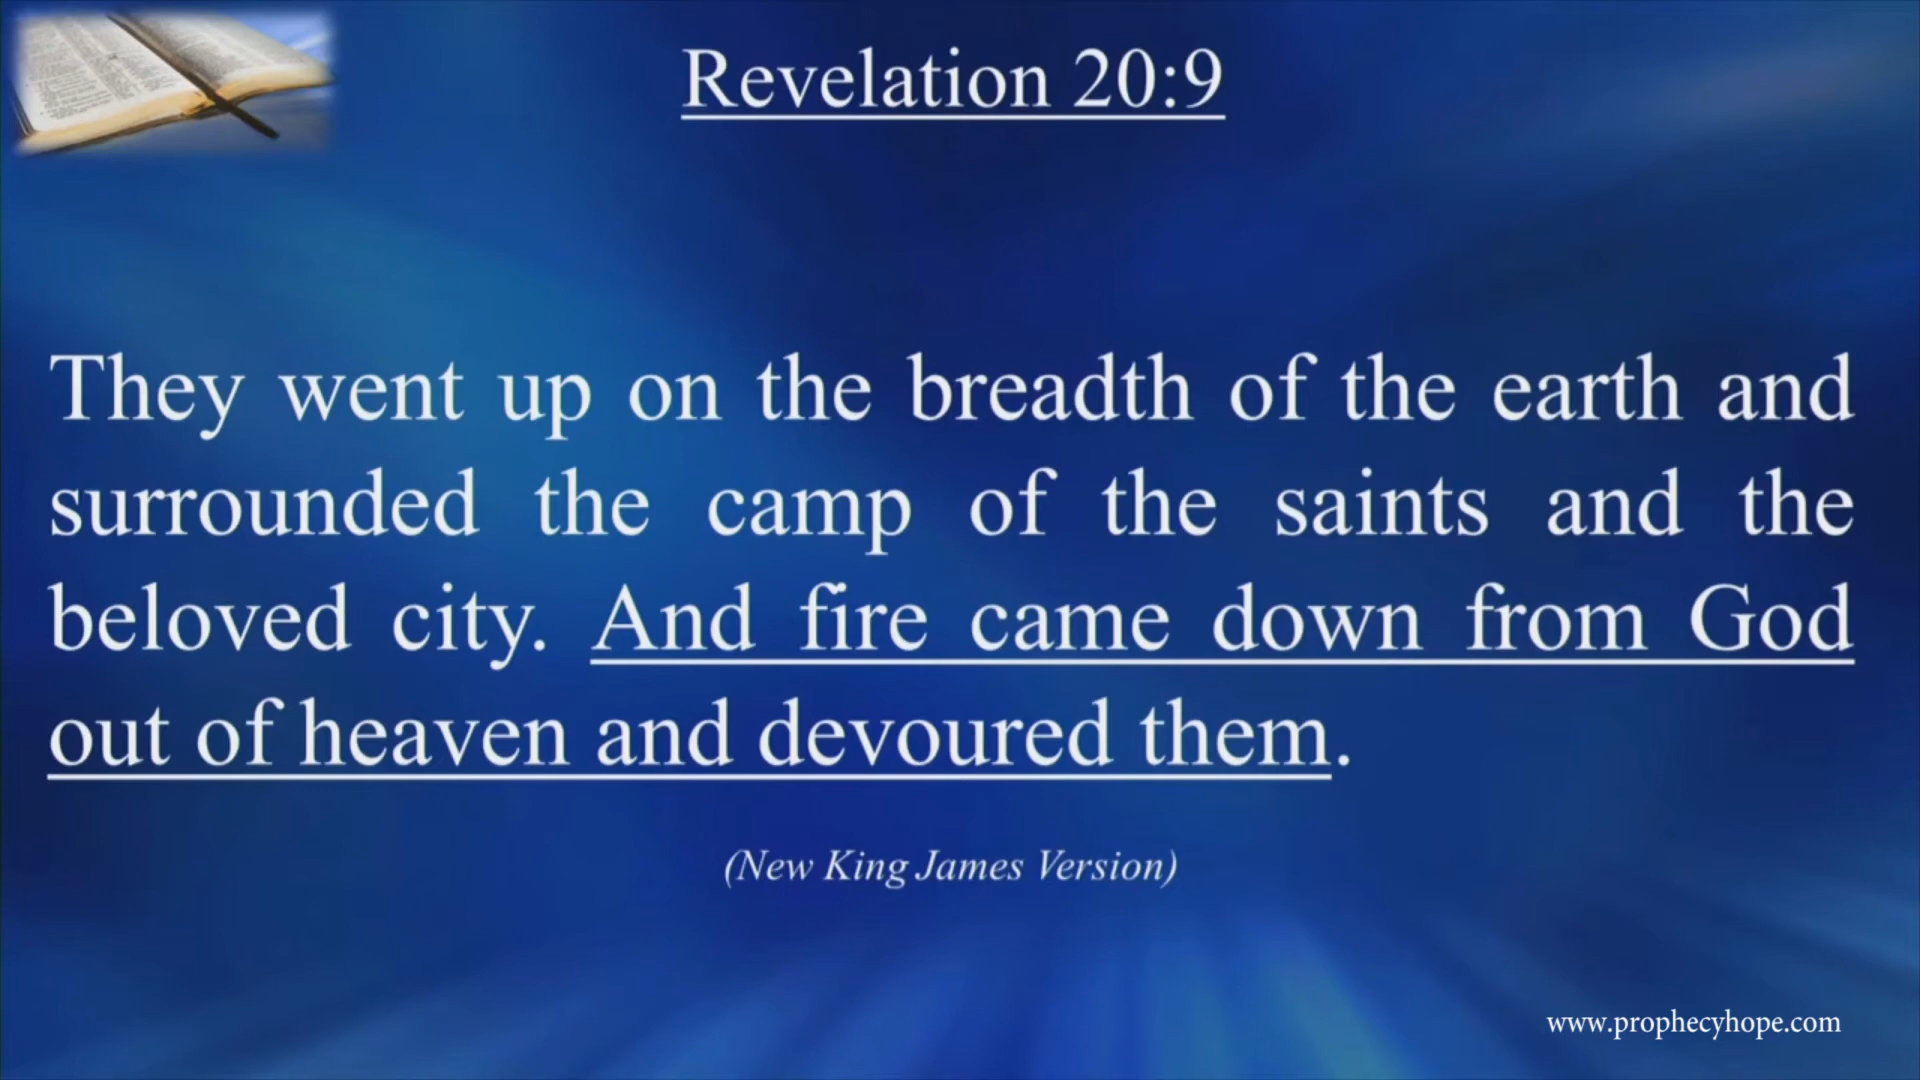 Revelation 20:9
They went up on the breadth of the earth and
surrounded the camp of the saints and the
beloved city. And fire came down from God
out of heaven and devoured them.
(New King James Version)
www.prophecyhope.com